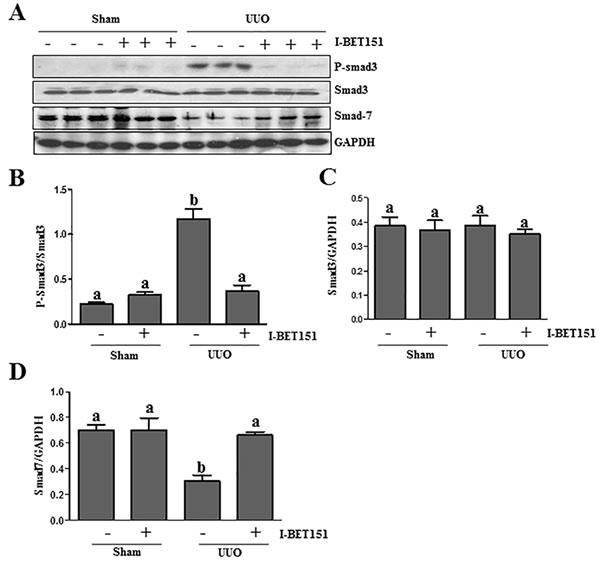 A
Sham UUO
- - - + + + - - - + + + I-BET151
P-smad3
Smad3
Smad-7
GAPDH
B
P-Smad3/Smad3
1.5
1.0
0.5
0.0
a a b a
- + - + I-BET151
Sham UUO
C
Smad3/GAPDH
0.5
0.4
0.3
0.2
0.1
0.0
a a a a
- + - + I-BET151
Sham UUO
D
Smad7/GAPDH
1.0
0.8
0.6
0.4
0.2
0.0
a a b a
- + - + I-BET151
Sham UUO